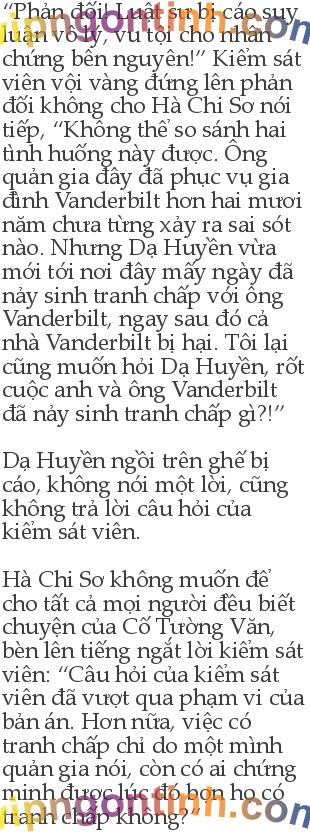 “Phản đối! Luật sư bị cáo suy
luận vô lý, vu tội cho nhân
chứng bên nguyên!” Kiểm sát
viên vội vàng đứng lên phản
đối không cho Hà Chi Sơ nói
tiếp, “Không thể so sánh hai
tình huống này được. Ông
quản gia đây đã phục vụ gia
đình Vanderbilt hơn hai mươi
năm chưa từng xảy ra sai sót
nào. Nhưng Dạ Huyền vừa
mới tới nơi đây mấy ngày đã
nảy sinh tranh chấp với ông
Vanderbilt, ngay sau đó cả
nhà Vanderbilt bị hại. Tôi lại
cũng muốn hỏi Dạ Huyền, rốt
cuộc anh và ông Vanderbilt
đã nảy sinh tranh chấp gì?!”
Dạ Huyền ngồi trên ghế bị
cáo, không nói một lời, cũng
không trả lời câu hỏi của
kiểm sát viên.
Hà Chi Sơ không muốn để
cho tất cả mọi người đều biết
chuyện của Cố Tường Văn,
bèn lên tiếng ngắt lời kiểm sát
viên: “Câu hỏi của kiểm sát
viên đã vượt qua phạm vi của
bản án. Hơn nữa, việc có
tranh chấp chỉ do một mình
quản gia nói, còn có ai chứng
minh được lúc đó bọn họ có
tranh chấp không?”
vipngontinh.com
vipngontinh.com